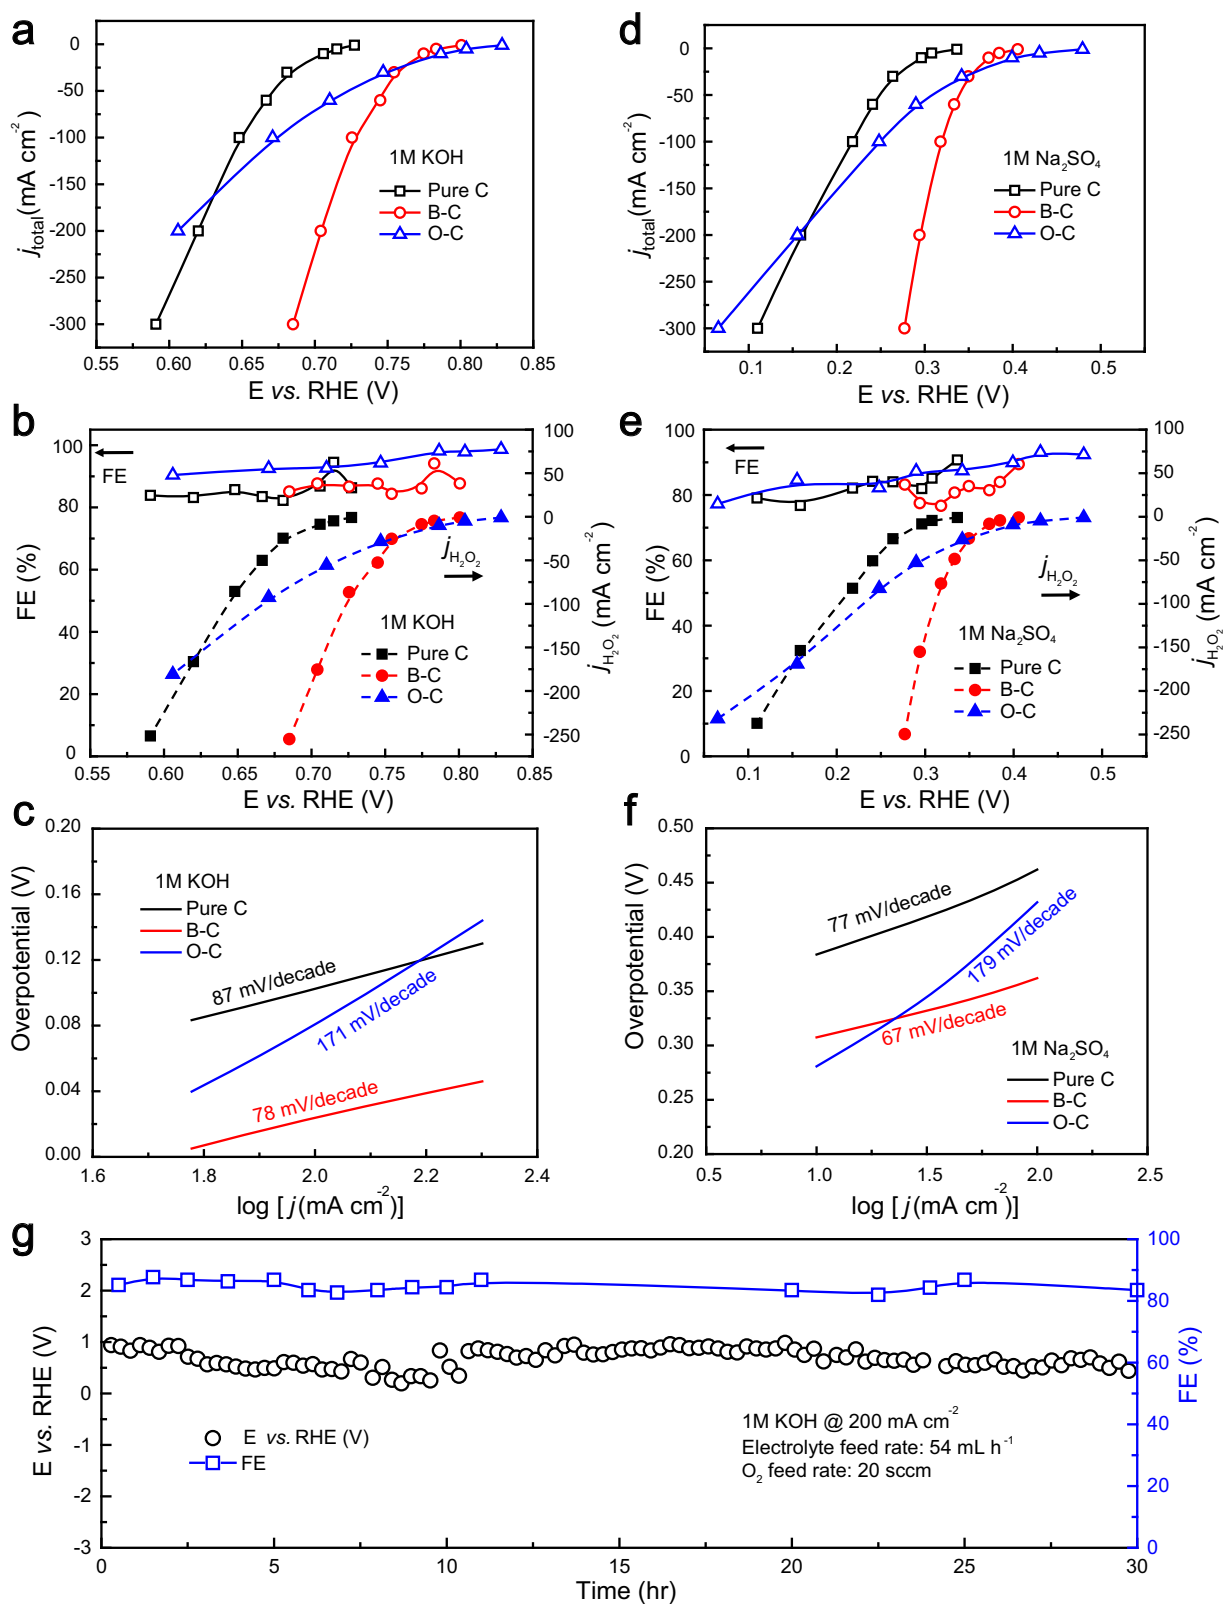 a
0
-50
-100
-150
-200
-250
-300
j_total (mA cm⁻²)
1M KOH
Pure C
B-C
O-C
0.55 0.60 0.65 0.70 0.75 0.80 0.85
E vs. RHE (V)
d
0
-50
-100
-150
-200
-250
-300
j_total (mA cm⁻²)
1M Na₂SO₄
Pure C
B-C
O-C
0.1 0.2 0.3 0.4 0.5
E vs. RHE (V)
b
100
80
60
40
20
0
FE (%)
FE
j_H₂O₂
1M KOH
Pure C
B-C
O-C
100
50
0
-50
-100
-150
-200
-250
j_H₂O₂ (mA cm⁻²)
0.55 0.60 0.65 0.70 0.75 0.80 0.85
E vs. RHE (V)
e
100
80
60
40
20
0
FE (%)
FE
j_H₂O₂
1M Na₂SO₄
Pure C
B-C
O-C
100
50
0
-50
-100
-150
-200
-250
j_H₂O₂ (mA cm⁻²)
0.1 0.2 0.3 0.4 0.5
E vs. RHE (V)
c
0.20
0.16
0.12
0.08
0.04
0.00
Overpotential (V)
1M KOH
Pure C
B-C
O-C
87 mV/decade
171 mV/decade
78 mV/decade
1.6 1.8 2.0 2.2 2.4
log [j(mA cm⁻²)]
f
0.50
0.45
0.40
0.35
0.30
0.25
0.20
Overpotential (V)
77 mV/decade
179 mV/decade
67 mV/decade
1M Na₂SO₄
Pure C
B-C
O-C
0.5 1.0 1.5 2.0 2.5
log [j(mA cm⁻²)]
g
3
2
1
0
-1
-2
-3
E vs. RHE (V)
E vs. RHE (V)
FE
1M KOH @ 200 mA cm⁻²
Electrolyte feed rate: 54 mL h⁻¹
O₂ feed rate: 20 sccm
100
80
60
40
20
0
FE (%)
0 5 10 15 20 25 30
Time (hr)